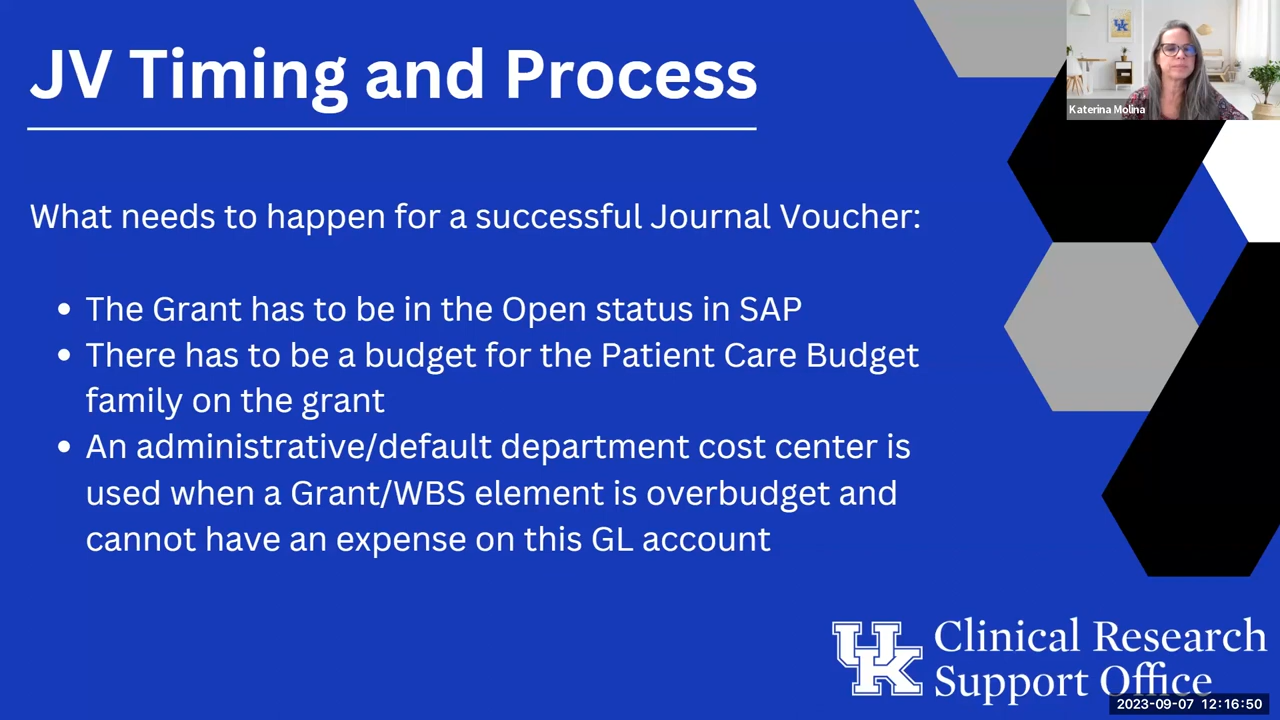 JV Timing and Process
Katerina Molina
What needs to happen for a successful Journal Voucher:
• The Grant has to be in the Open status in SAP
• There has to be a budget for the Patient Care Budget
family on the grant
• An administrative/default department cost center is
used when a Grant/WBS element is overbudget and
cannot have an expense on this GL account
UK
Clinical Research
Support Office
2023-09-07 12:16:50